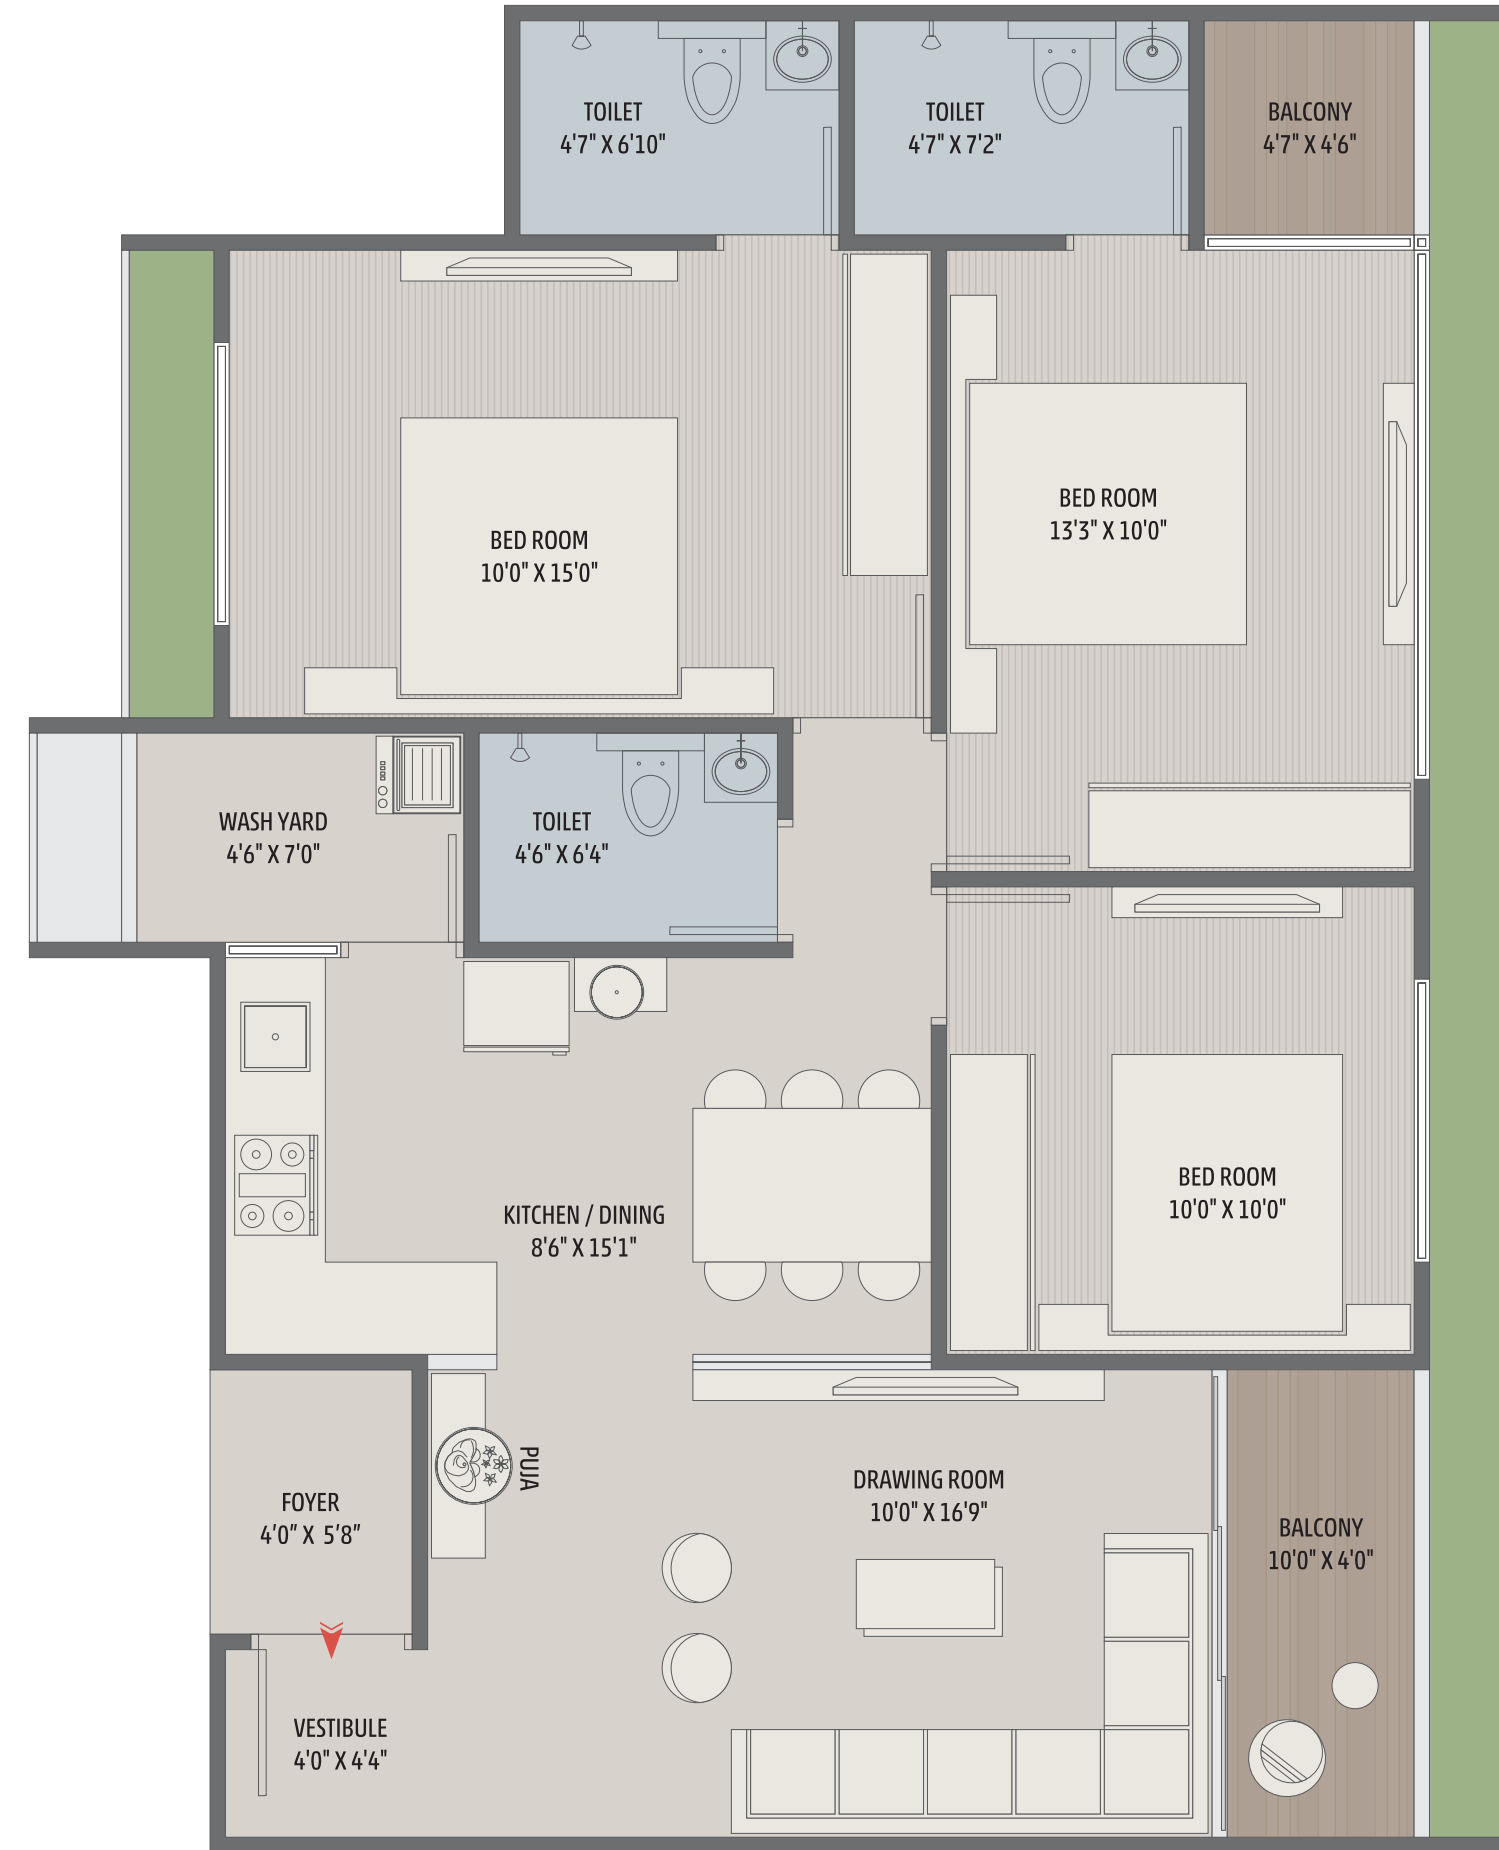 TOILET
4'7" X 6'10"
TOILET
4'7" X 7'2"
BALCONY
4'7" X 4'6"
BED ROOM
10'0" X 15'0"
BED ROOM
13'3" X 10'0"
WASH YARD
4'6" X 7'0"
TOILET
4'6" X 6'4"
BED ROOM
10'0" X 10'0"
KITCHEN / DINING
8'6" X 15'1"
PUJA
DRAWING ROOM
10'0" X 16'9"
FOYER
4'0” X 5'8”
BALCONY
10'0" X 4'0"
VESTIBULE
4'0" X 4'4"